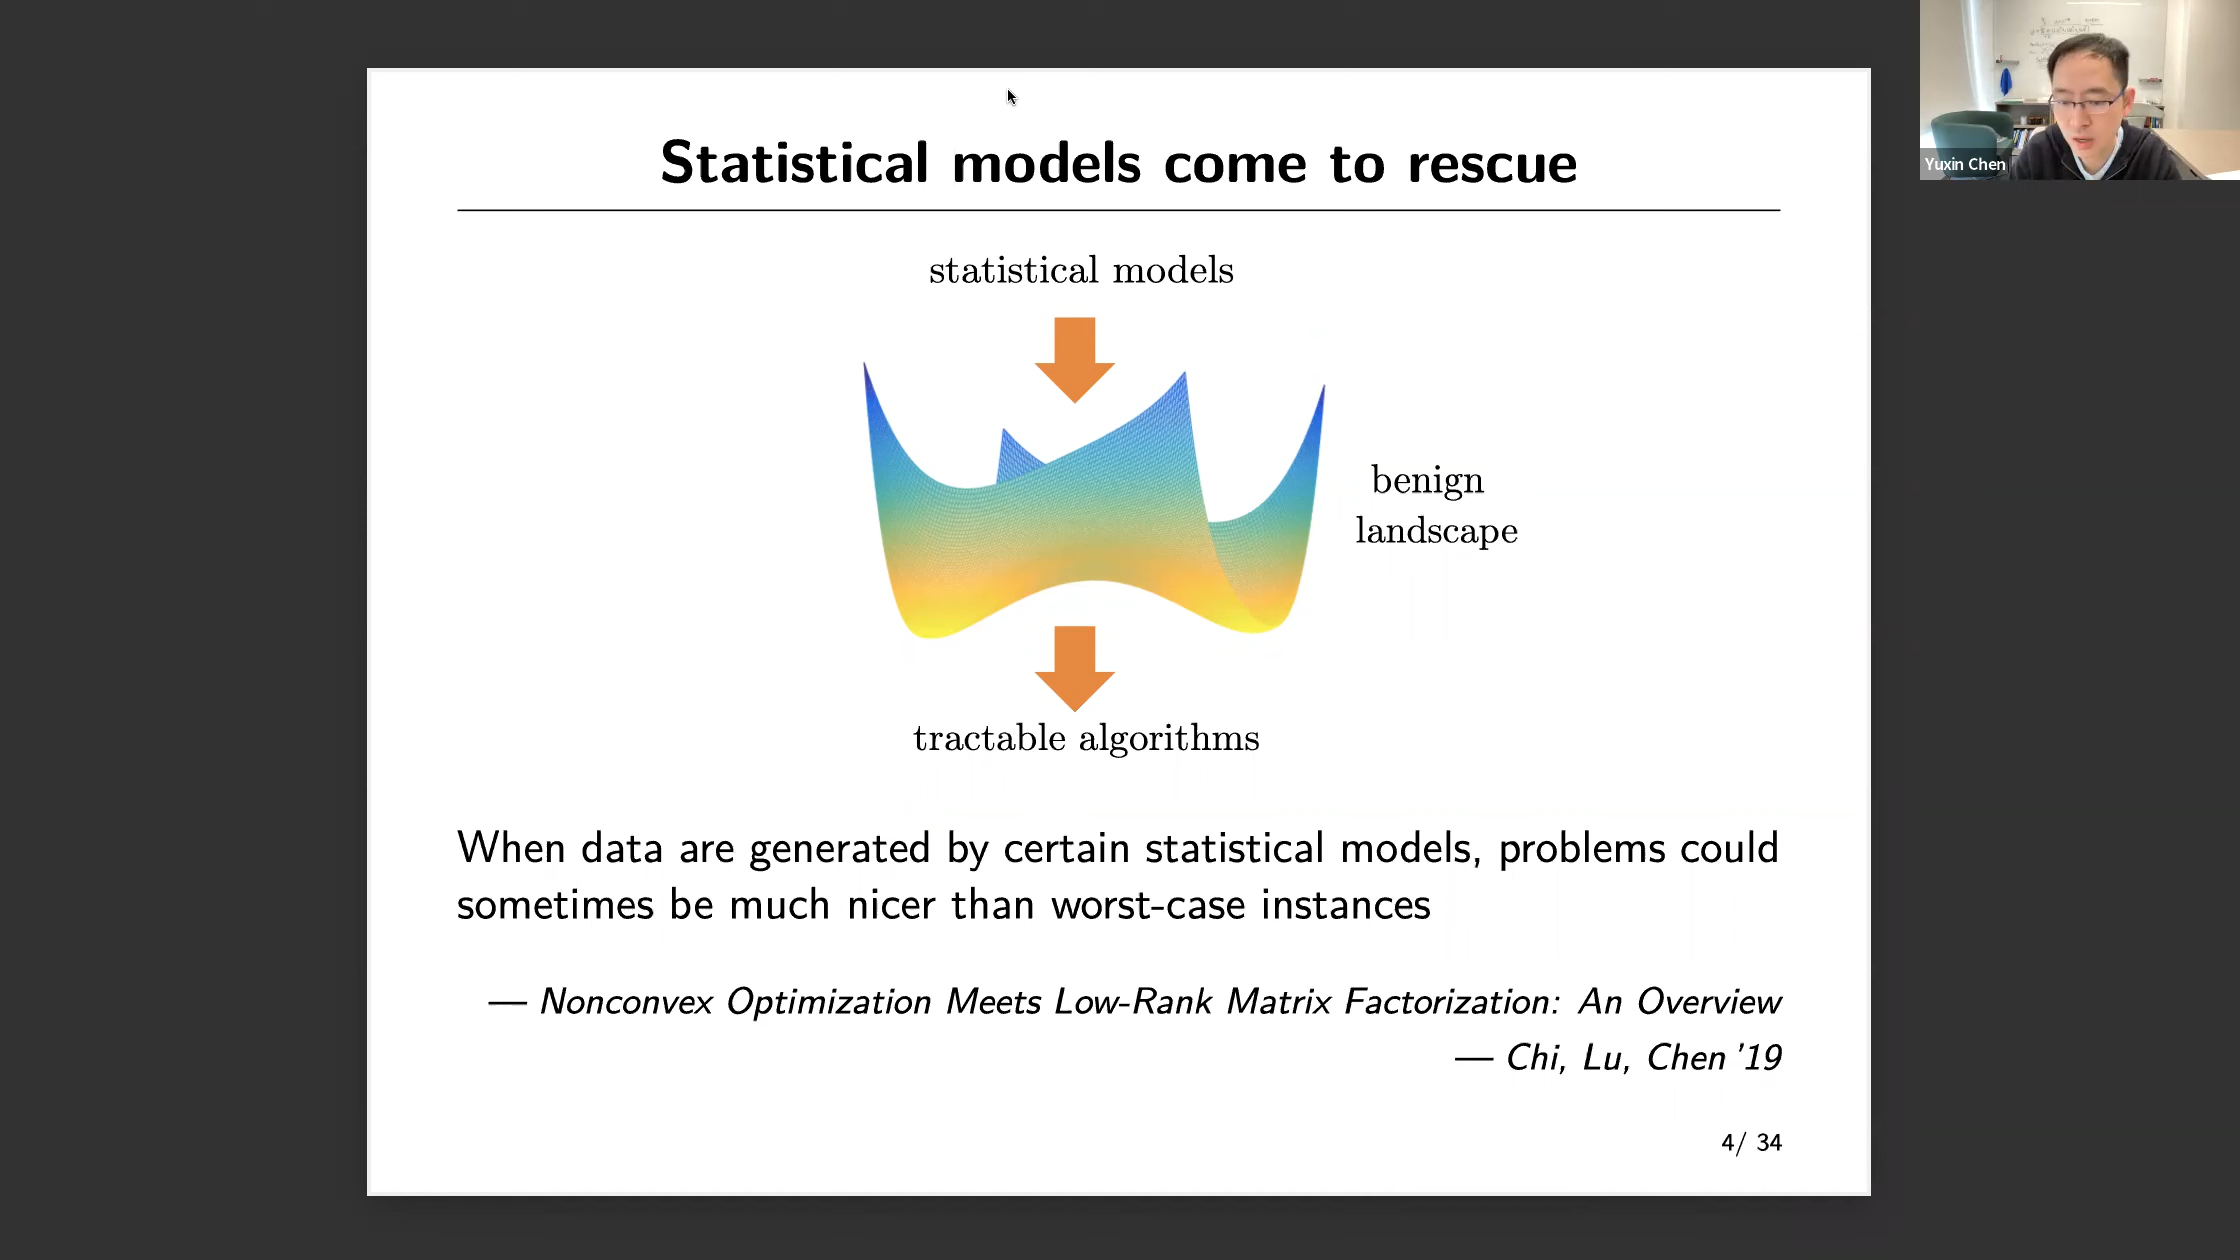 Statistical models come to rescue
statistical models
benign
landscape
tractable algorithms
When data are generated by certain statistical models, problems could
sometimes be much nicer than worst-case instances
— Nonconvex Optimization Meets Low-Rank Matrix Factorization: An Overview
— Chi, Lu, Chen '19
4/ 34
Yuxin Chen